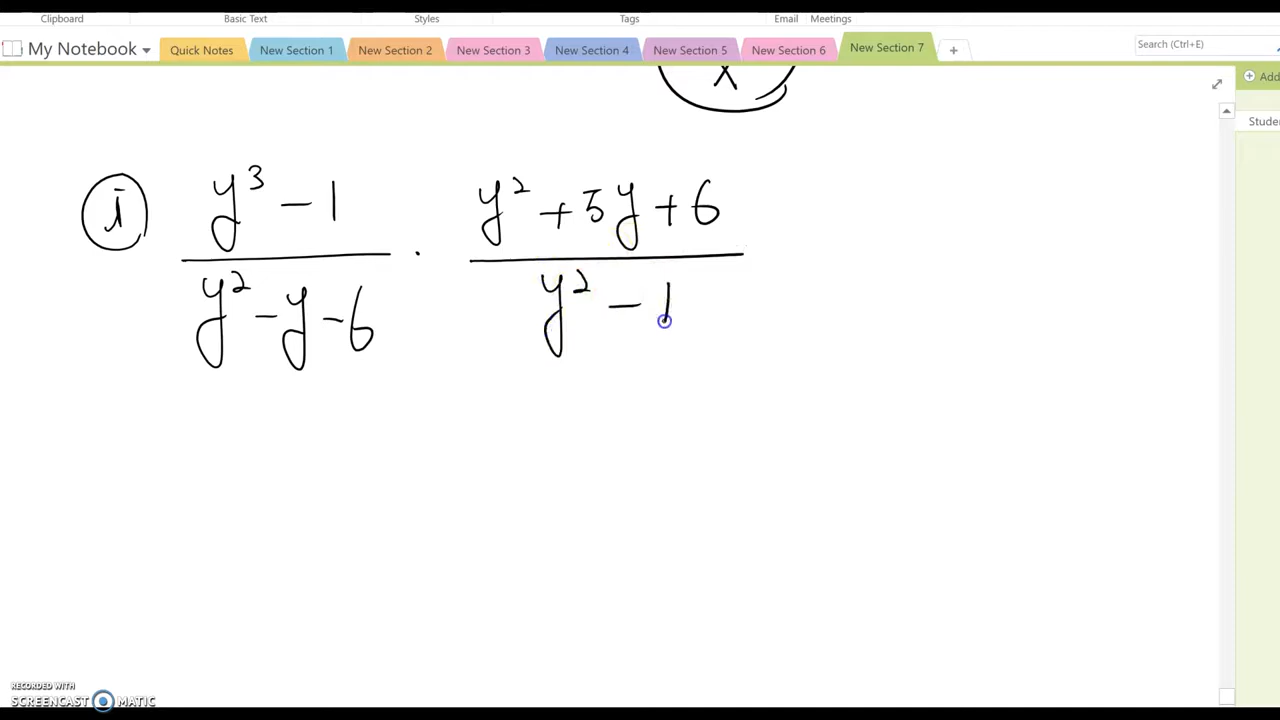 Clipboard Basic Text Styles Tags Email Meetings
My Notebook Quick Notes New Section 1 New Section 2 New Section 3 New Section 4 New Section 5 New Section 6 New Section 7 + Search (Ctrl+E)
Add
x
Studen
i y³ - 1 y² + 5y + 6
.
y² - y - 6 y² - 1
RECORDED WITH
SCREENCAST MATIC